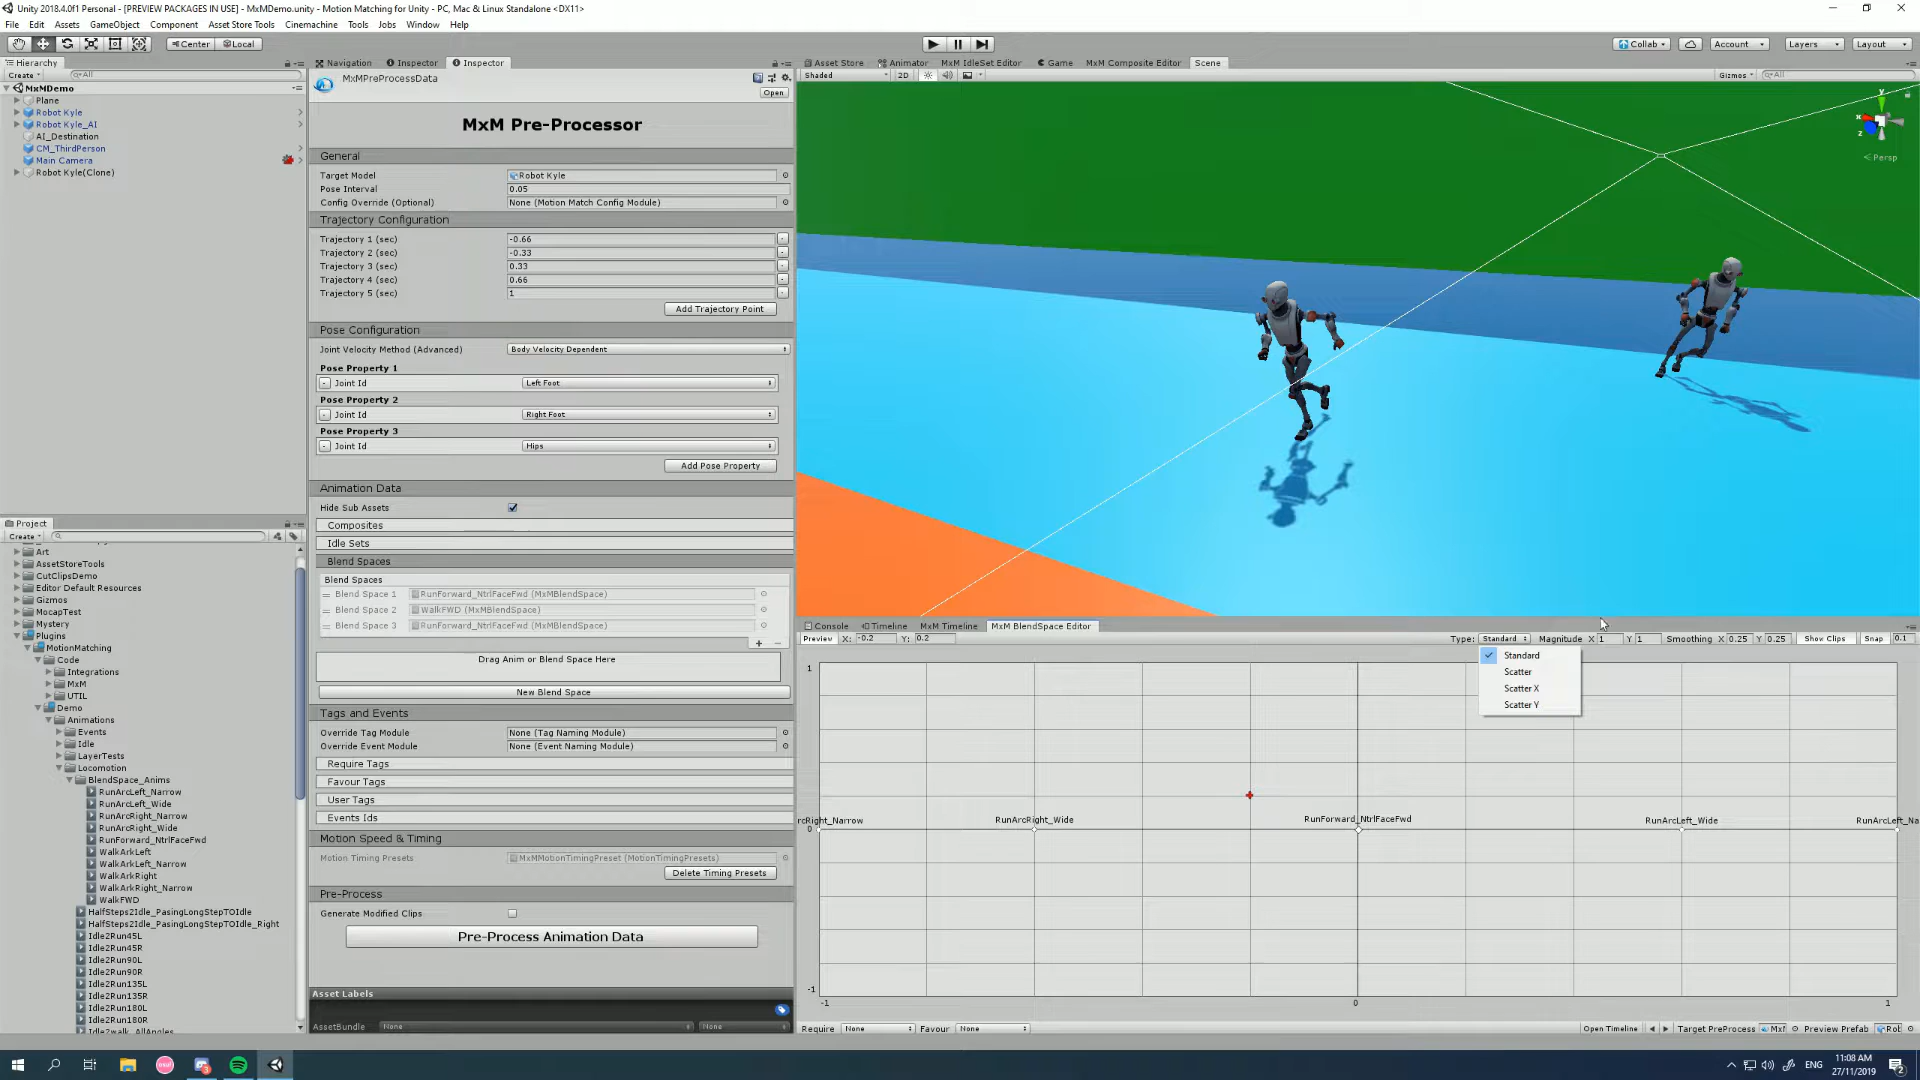 Unity 2018.4.0f1 Personal - [PREVIEW PACKAGES IN USE] - MxMDemo.unity - Motion Matching for Unity - PC, Mac & Linux Standalone <DX11>
File Edit Assets GameObject Component Asset Store Tools Cinemachine Tools Jobs Window Help
Center Local Collab Account Layers Layout
Hierarchy
Create All
MxMDemo
Plane
Robot Kyle
Robot Kyle_AI
AI_Destination
CM_ThirdPerson
Main Camera
Robot Kyle(Clone)
Project
Create
Art
AssetStoreTools
CutClipsDemo
Editor Default Resources
Gizmos
MocapTest
Mystery
Plugins
MotionMatching
Code
Integrations
MxM
UTIL
Demo
Animations
Events
Idle
LayerTests
Locomotion
BlendSpace_Anims
RunArcLeft_Narrow
RunArcLeft_Wide
RunArcRight_Narrow
RunArcRight_Wide
RunForward_NtrlFaceFwd
WalkArkLeft
WalkArkLeft_Narrow
WalkArkRight
WalkArkRight_Narrow
WalkFWD
HalfSteps2Idle_PasingLongStepTOIdle
HalfSteps2Idle_PasingLongStepTOIdle_Right
Idle2Run45L
Idle2Run45R
Idle2Run90L
Idle2Run90R
Idle2Run135L
Idle2Run135R
Idle2Run180L
Idle2Run180R
Idle2walk_AllAngles
Navigation Inspector Inspector
MxMPreProcessData
Open
MxM Pre-Processor
General
Target Model Robot Kyle
Pose Interval 0.05
Config Override (Optional) None (Motion Match Config Module)
Trajectory Configuration
Trajectory 1 (sec) -0.66
Trajectory 2 (sec) -0.33
Trajectory 3 (sec) 0.33
Trajectory 4 (sec) 0.66
Trajectory 5 (sec) 1
Add Trajectory Point
Pose Configuration
Joint Velocity Method (Advanced) Body Velocity Dependent
Pose Property 1
Joint Id Left Foot
Pose Property 2
Joint Id Right Foot
Pose Property 3
Joint Id Hips
Add Pose Property
Animation Data
Hide Sub Assets
Composites
Idle Sets
Blend Spaces
Blend Spaces
Blend Space 1 RunForward_NtrlFaceFwd (MxMBlendSpace)
Blend Space 2 WalkFWD (MxMBlendSpace)
Blend Space 3 RunForward_NtrlFaceFwd (MxMBlendSpace)
Drag Anim or Blend Space Here
New Blend Space
Tags and Events
Override Tag Module None (Tag Naming Module)
Override Event Module None (Event Naming Module)
Require Tags
Favour Tags
User Tags
Events Ids
Motion Speed & Timing
Motion Timing Presets MxMMotionTimingPreset (MotionTimingPresets)
Delete Timing Presets
Pre-Process
Generate Modified Clips
Pre-Process Animation Data
Asset Labels
AssetBundle None None
Asset Store Animator MxM IdleSet Editor Game MxM Composite Editor Scene
Shaded 2D Gizmos All
y
x
z
Persp
Console Timeline MxM Timeline MxM BlendSpace Editor
Preview X: -0.2 Y: 0.2 Type: Standard Magnitude X 1 Y 1 Smoothing X 0.25 Y 0.25 Show Clips Snap 0.1
Standard
Scatter
Scatter X
Scatter Y
1
rcRight_Narrow RunArcRight_Wide RunForward_NtrlFaceFwd RunArcLeft_Wide RunArcLeft_Na
0
-1
-1 0 1
Require None Favour None Open Timeline Target PreProcess Mxl Preview Prefab Rot
ENG
11:08 AM
27/11/2019